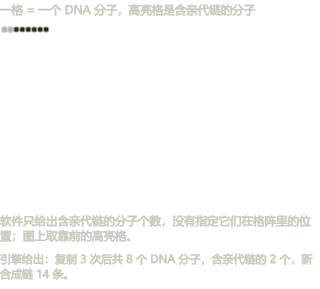 一格 = 一个 DNA 分子，高亮格是含亲代链的分子
软件只给出含亲代链的分子个数，没有指定它们在格阵里的位
置；图上取靠前的高亮格。
引擎给出：复制 3 次后共 8 个 DNA 分子，含亲代链的 2 个，新
合成链 14 条。